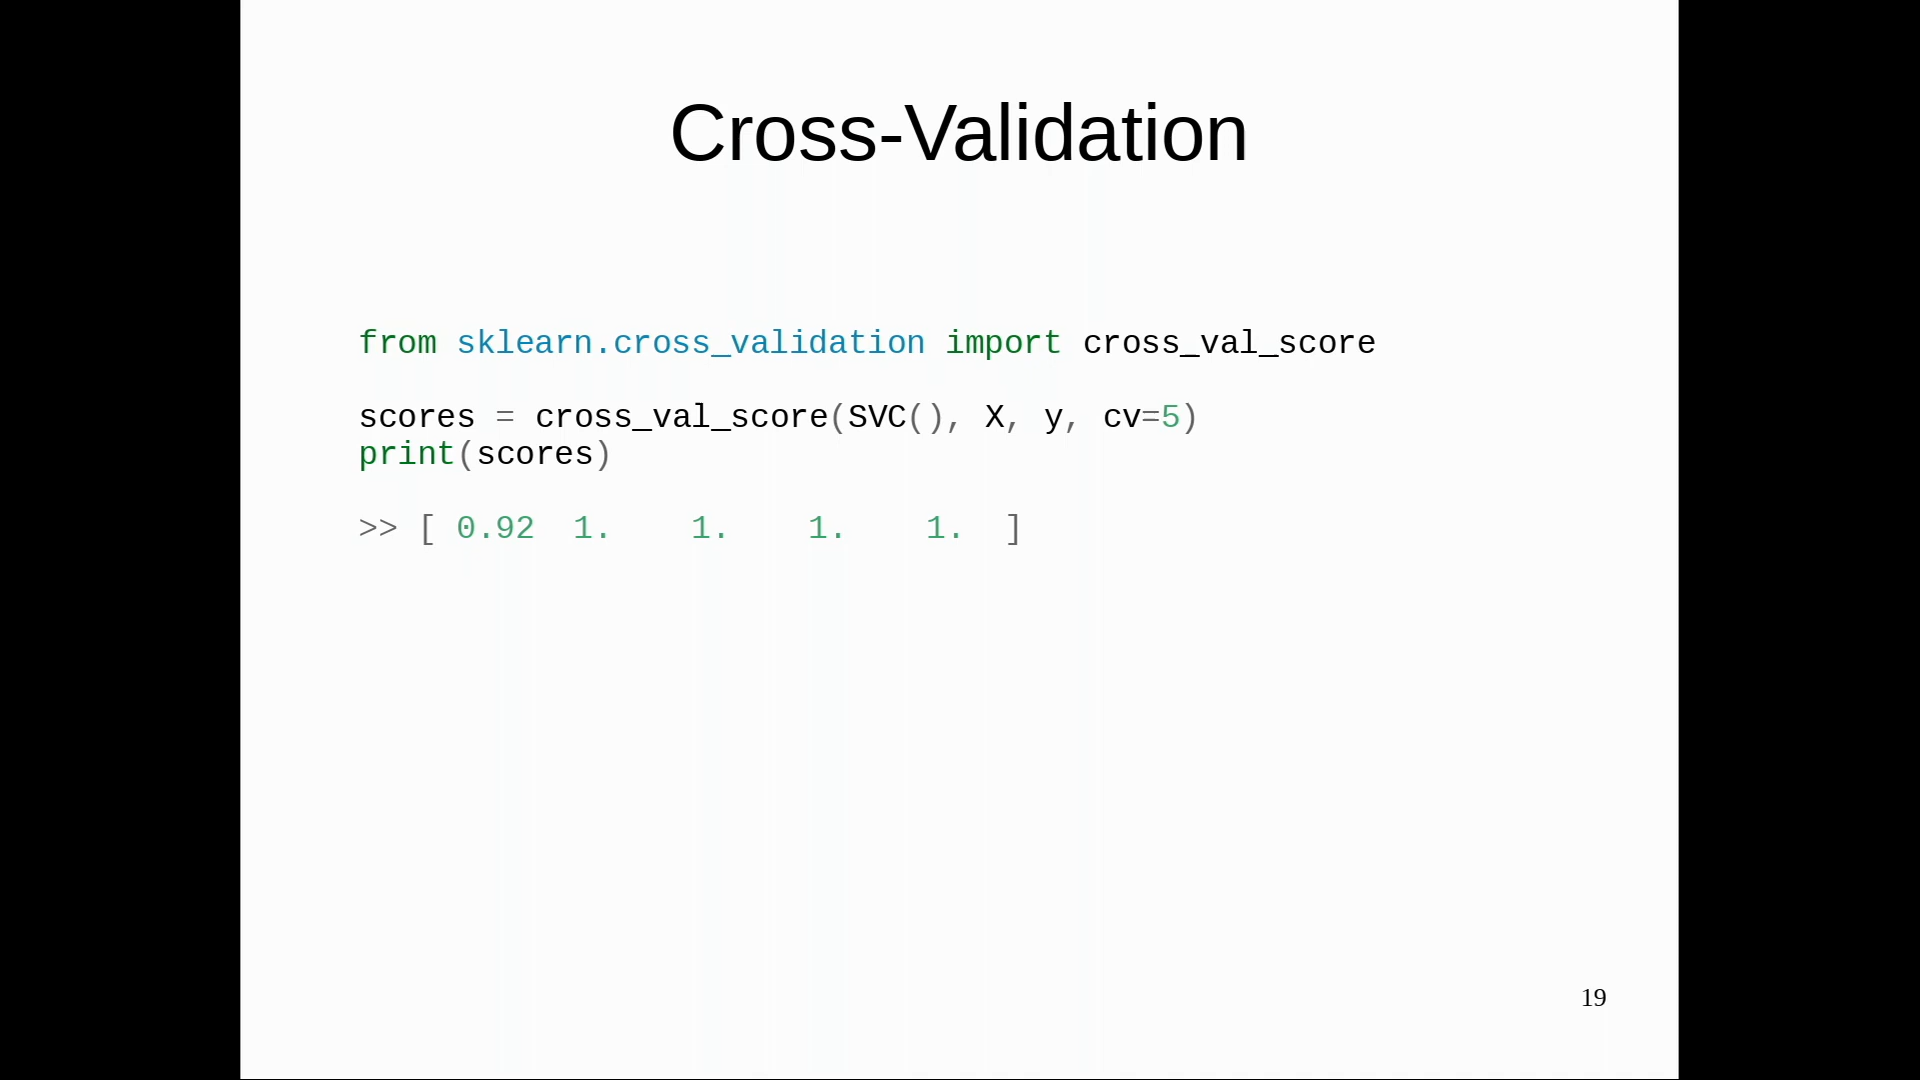 Cross-Validation
from sklearn.cross_validation import cross_val_score
scores = cross_val_score(SVC(), X, y, cv=5)
print(scores)
>> [ 0.92  1.    1.    1.    1.  ]
19